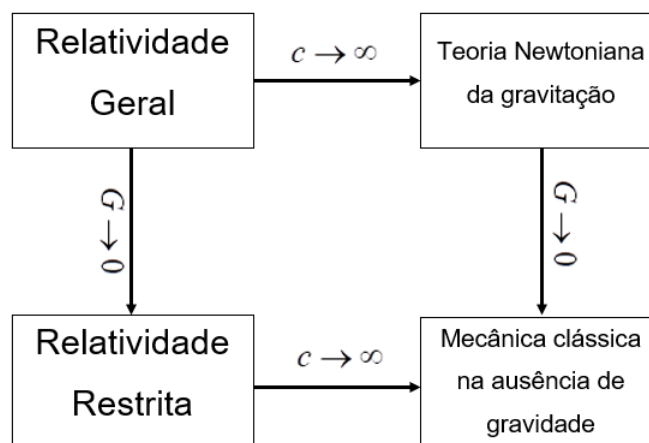 Relatividade
Geral
c → ∞
Teoria Newtoniana
da gravitação
G → 0
G → 0
Relatividade
Restrita
c → ∞
Mecânica clássica
na ausência de
gravidade